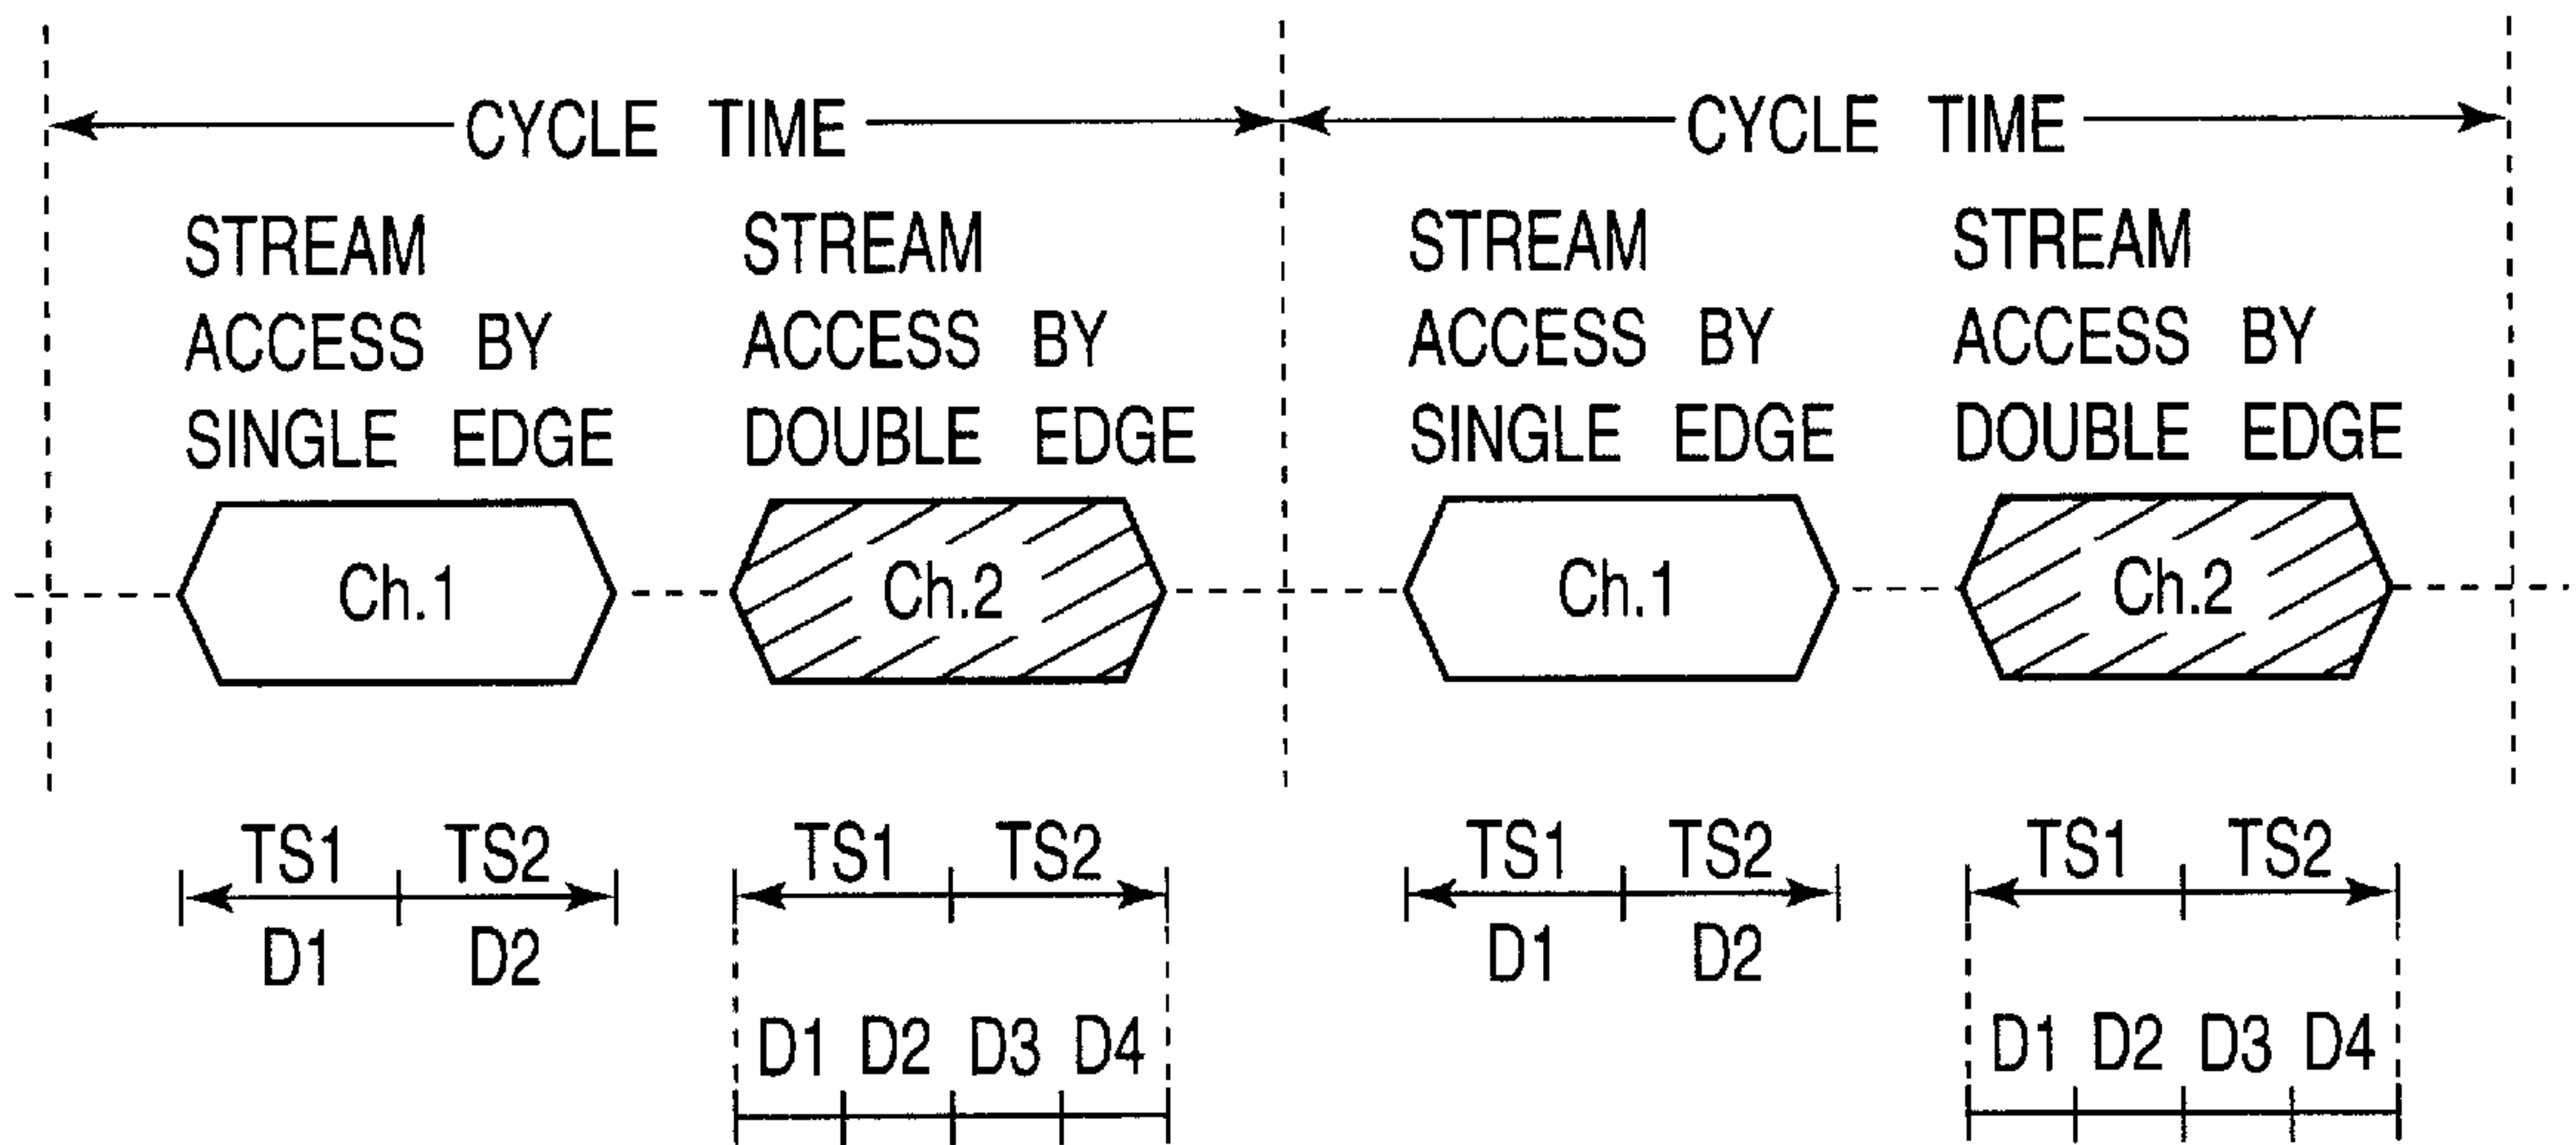 CYCLE TIME CYCLE TIME
STREAM STREAM STREAM STREAM
ACCESS BY ACCESS BY ACCESS BY ACCESS BY
SINGLE EDGE DOUBLE EDGE SINGLE EDGE DOUBLE EDGE
Ch.1 Ch.2 Ch.1 Ch.2
TS1 TS2 TS1 TS2 TS1 TS2 TS1 TS2
D1 D2 D1 D2
D1 D2 D3 D4 D1 D2 D3 D4